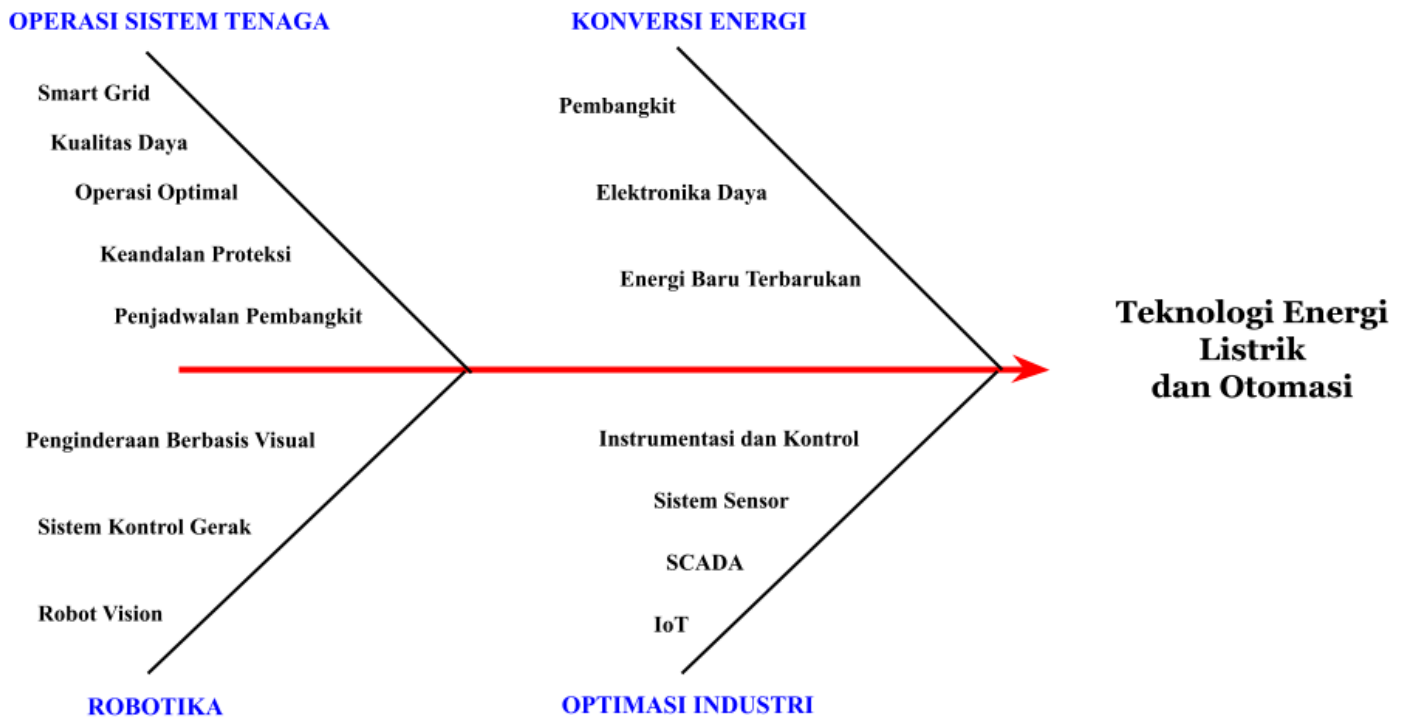 OPERASI SISTEM TENAGA
Smart Grid
Kualitas Daya
Operasi Optimal
Keandalan Proteksi
Penjadwalan Pembangkit
KONVERSI ENERGI
Pembangkit
Elektronika Daya
Energi Baru Terbarukan
Teknologi Energi
Listrik
dan Otomasi
Penginderaan Berbasis Visual
Sistem Kontrol Gerak
Robot Vision
ROBOTIKA
Instrumentasi dan Kontrol
Sistem Sensor
SCADA
IoT
OPTIMASI INDUSTRI